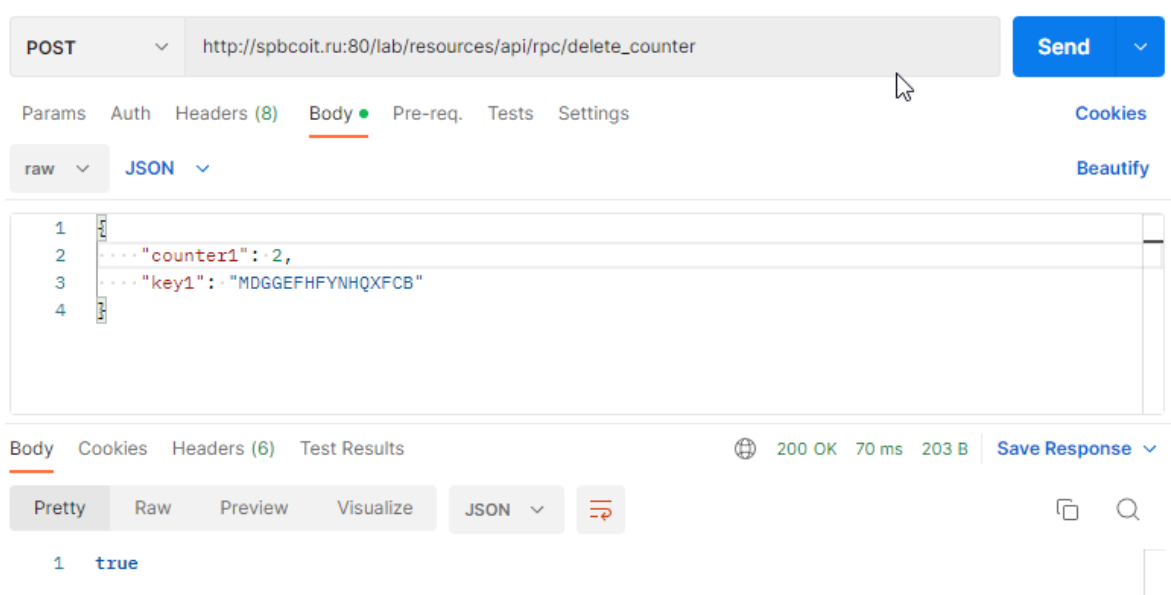 POST http://spbcoit.ru:80/lab/resources/api/rpc/delete_counter Send
Params Auth Headers (8) Body Pre-req. Tests Settings Cookies
raw JSON Beautify
1 {
2 "counter1": 2,
3 "key1": "MDGGEFHFYNHQXFCB"
4 }
Body Cookies Headers (6) Test Results 200 OK 70 ms 203 B Save Response
Pretty Raw Preview Visualize JSON
1 true